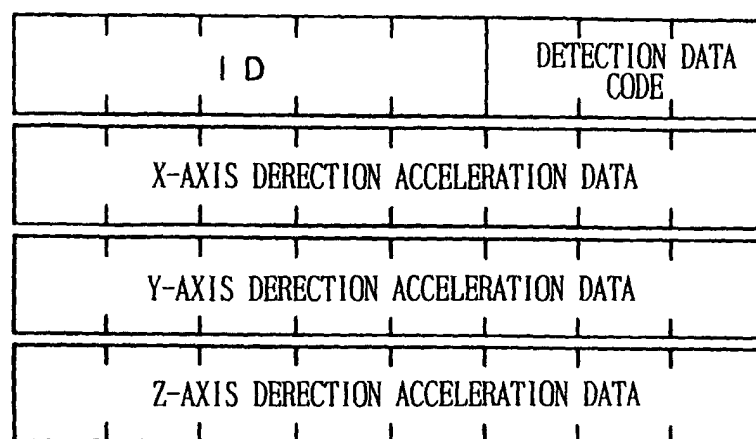 ID
DETECTION DATA
CODE
X-AXIS DERECTION ACCELERATION DATA
Y-AXIS DERECTION ACCELERATION DATA
Z-AXIS DERECTION ACCELERATION DATA